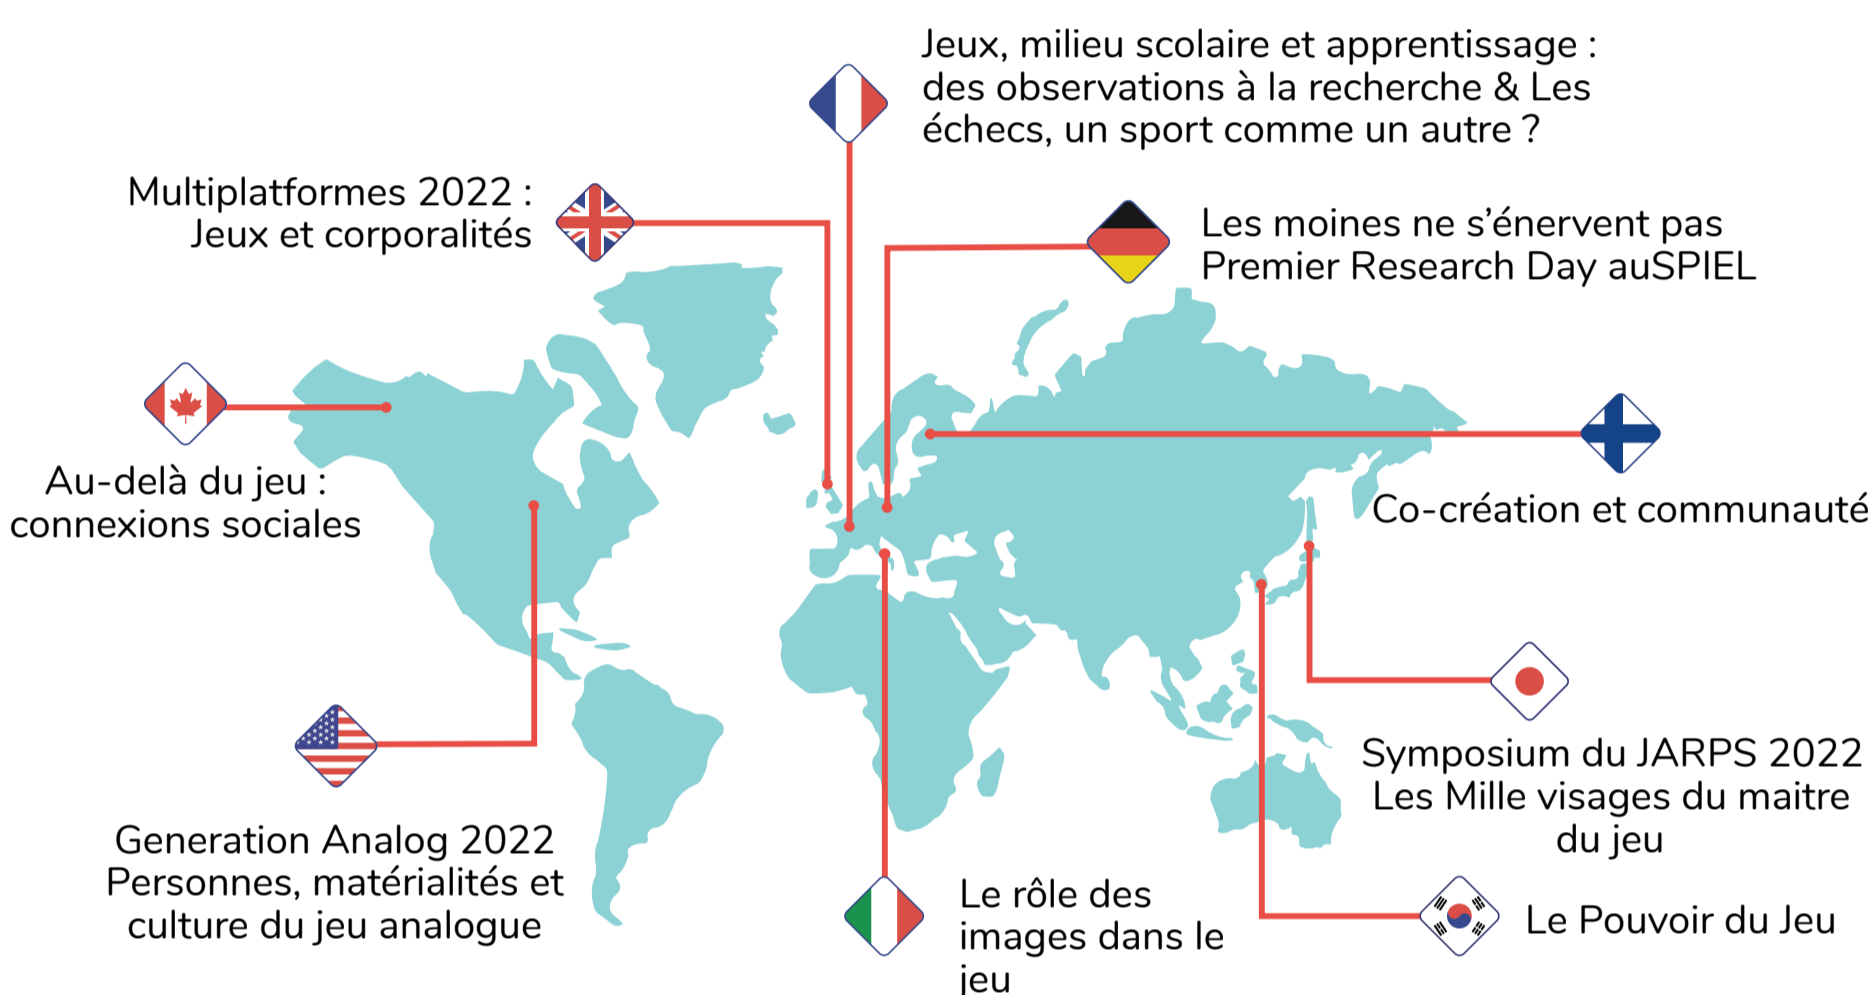 Jeux, milieu scolaire et apprentissage :
des observations à la recherche & Les
échecs, un sport comme un autre ?
Multiplatformes 2022 :
Jeux et corporalités
Les moines ne s’énervent pas
Premier Research Day auSPIEL
Au-delà du jeu :
connexions sociales
Co-création et communauté
Generation Analog 2022
Personnes, matérialités et
culture du jeu analogue
Symposium du JARPS 2022
Les Mille visages du maitre
du jeu
Le rôle des
images dans le
jeu
Le Pouvoir du Jeu